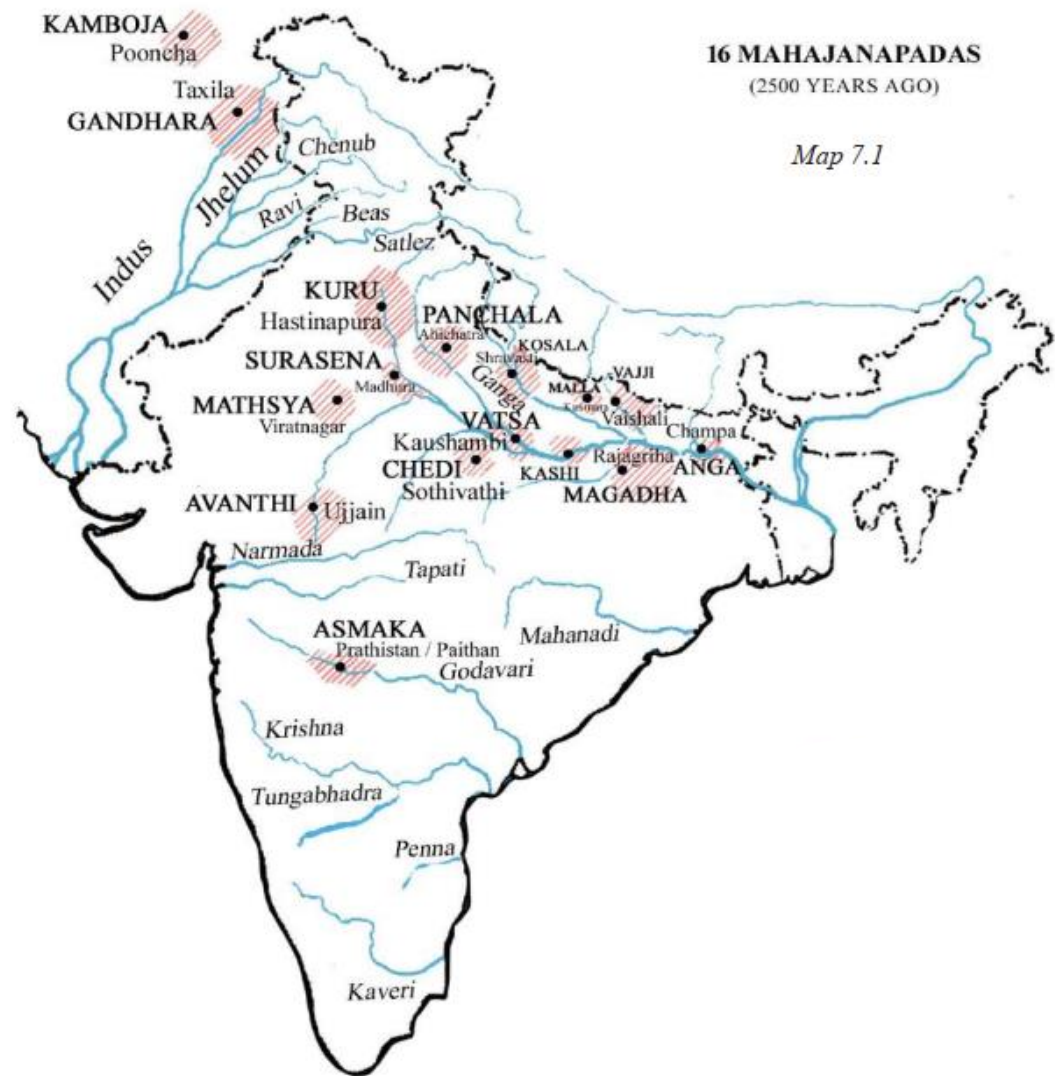 KAMBOJA
Pooncha
16 MAHAJANAPADAS
(2500 YEARS AGO)
Map 7.1
Taxila
GANDHARA
Chenub
Jhelum
Ravi
Beas
Satlez
Indus
KURU
Hastinapura
PANCHALA
Ahichatra
KOSALA
Shravasti
SURASENA
Madhura
Ganga
MALLA
VAJJI
Vaishali
MATHSYA
Viratnagar
VATSA
Kaushambi
Champa
CHEDI
Sothivathi
KASHI
Rajagriha
ANGA
MAGADHA
AVANTHI
Ujjain
Narmada
Tapati
ASMAKA
Prathistan / Paithan
Mahanadi
Godavari
Krishna
Tungabhadra
Penna
Kaveri